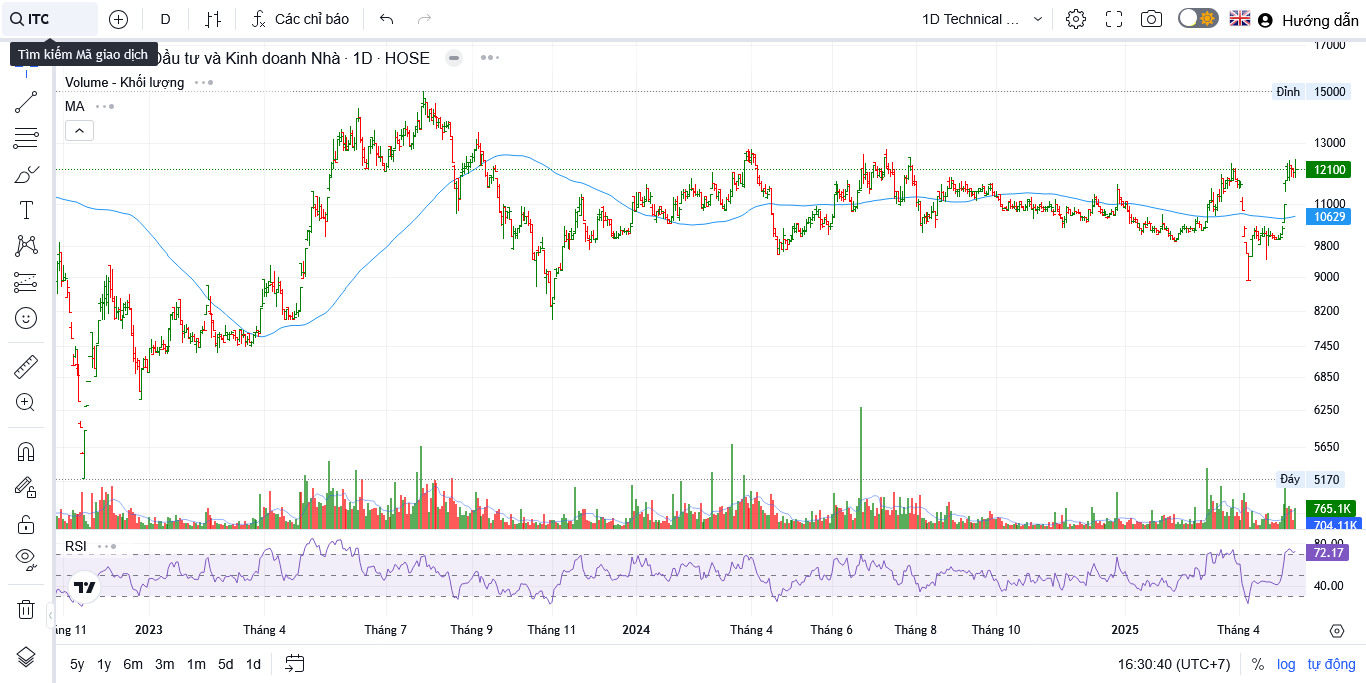 ITC
D
Các chỉ báo
1D Technical ...
Hướng dẫn
Tìm kiếm Mã giao dịch
Đầu tư và Kinh doanh Nhà · 1D · HOSE
Volume - Khối lượng
MA
17000
Đỉnh 15000
13000
12100
11000
10629
9800
9000
8200
7450
6850
6250
5650
Đáy 5170
765.1K
704.11K
RSI
80.00
72.17
40.00
ng 11 2023 Tháng 4 Tháng 7 Tháng 9 Tháng 11 2024 Tháng 4 Tháng 6 Tháng 8 Tháng 10 2025 Tháng 4
5y 1y 6m 3m 1m 5d 1d
16:30:40 (UTC+7) % log tự động